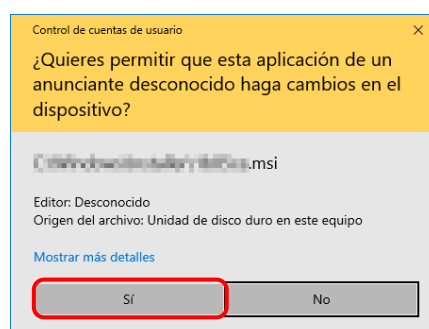 Control de cuentas de usuario
¿Quieres permitir que esta aplicación de un
anunciante desconocido haga cambios en el
dispositivo?
.msi
Editor: Desconocido
Origen del archivo: Unidad de disco duro en este equipo
Mostrar más detalles
Sí
No